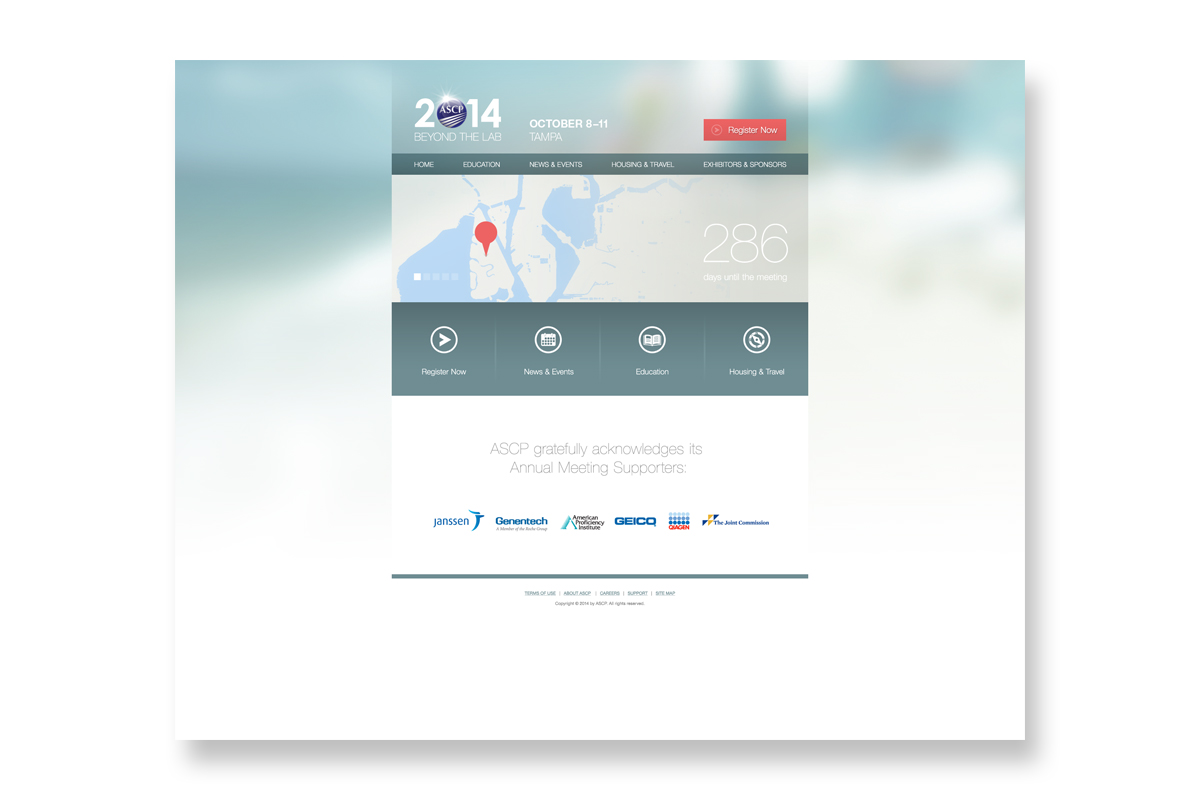 2014
ASCP
BEYOND THE LAB
OCTOBER 8–11
TAMPA
Register Now
HOME EDUCATION NEWS & EVENTS HOUSING & TRAVEL EXHIBITORS & SPONSORS
286
days until the meeting
Register Now News & Events Education Housing & Travel
ASCP gratefully acknowledges its
Annual Meeting Supporters:
janssen
Genentech
A Member of the Roche Group
American
Proficiency
Institute
GEICO
QIAGEN
The Joint Commission
TERMS OF USE | ABOUT ASCP | CAREERS | SUPPORT | SITE MAP
Copyright © 2014 by ASCP. All rights reserved.